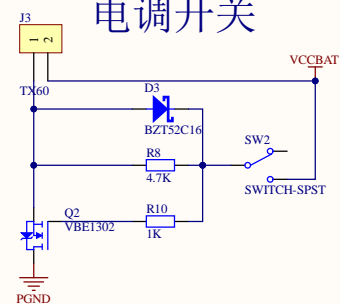 电调开关
J3
1
2
TX60
VCCBAT
D3
BZT52C16
SW2
R8
4.7K
SWITCH-SPST
Q2
VBE1302
R10
1K
PGND